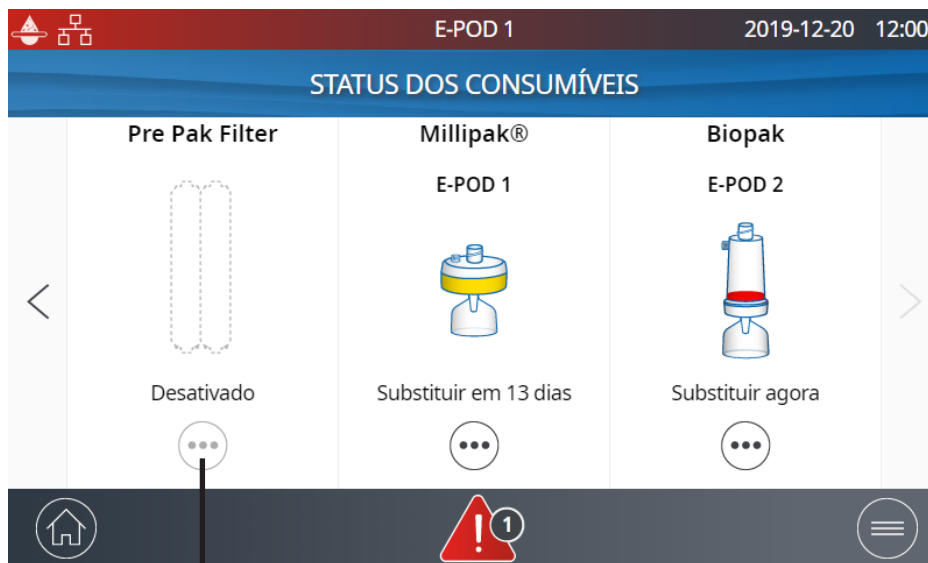 E-POD 1
2019-12-20 12:00
STATUS DOS CONSUMÍVEIS
Pre Pak Filter
Desativado
Millipak®
E-POD 1
Substituir em 13 dias
Biopak
E-POD 2
Substituir agora
1